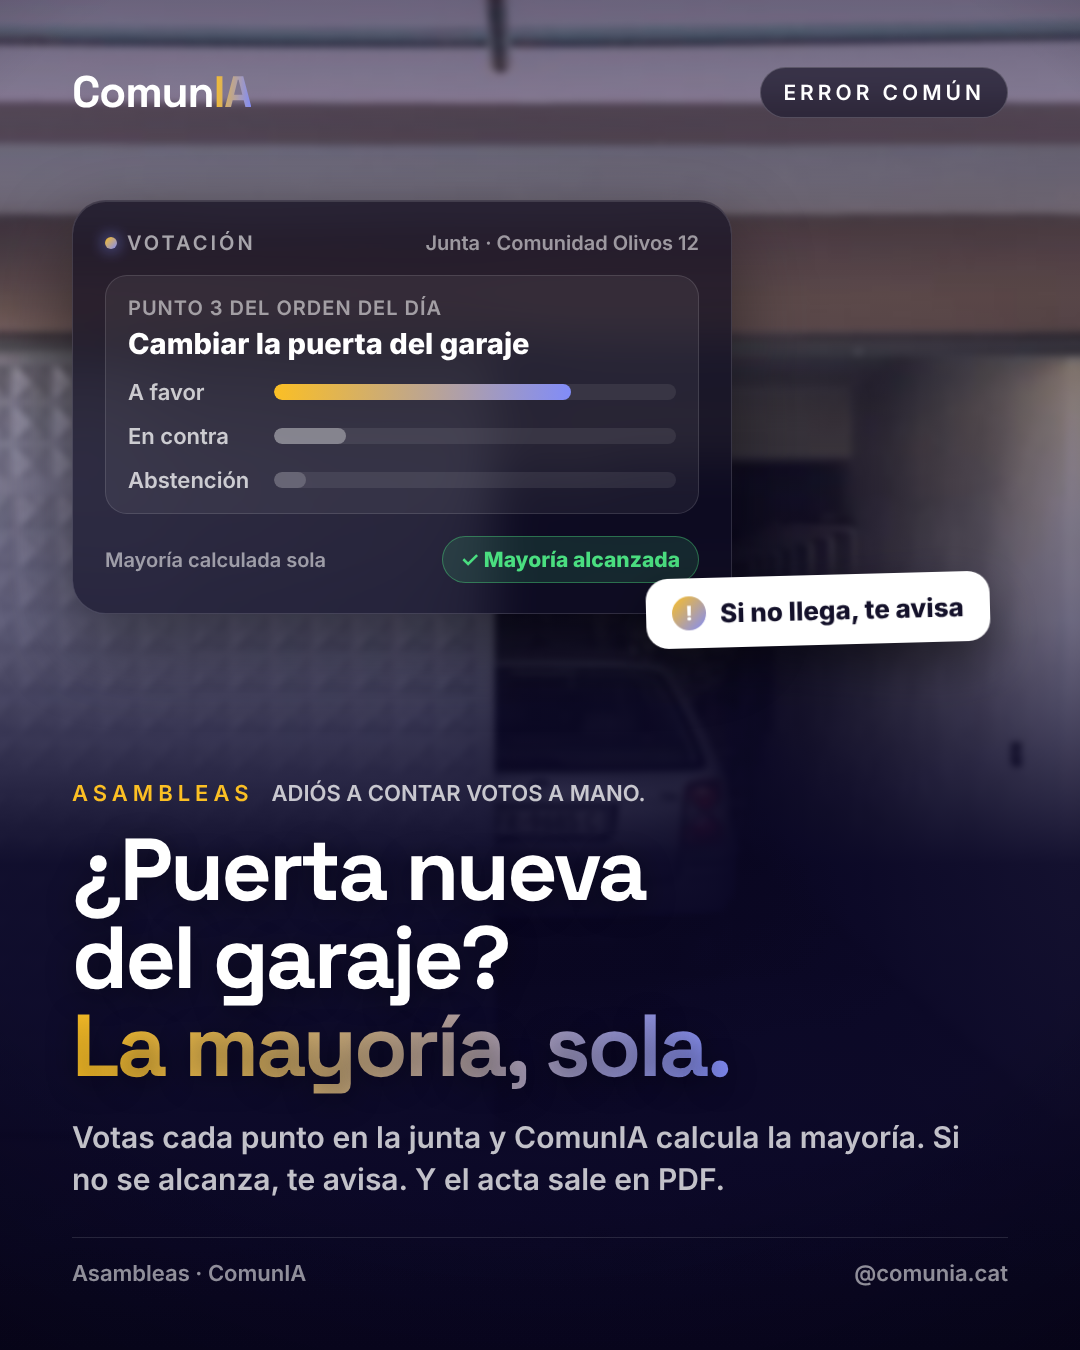 ComunIA
ERROR COMÚN
VOTACIÓN
Junta · Comunidad Olivos 12
PUNTO 3 DEL ORDEN DEL DÍA
Cambiar la puerta del garaje
A favor
En contra
Abstención
Mayoría calculada sola
✓ Mayoría alcanzada
! Si no llega, te avisa
ASAMBLEAS ADIÓS A CONTAR VOTOS A MANO.
¿Puerta nueva
del garaje?
La mayoría, sola.
Votas cada punto en la junta y ComunIA calcula la mayoría. Si
no se alcanza, te avisa. Y el acta sale en PDF.
Asambleas · ComunIA
@comunia.cat